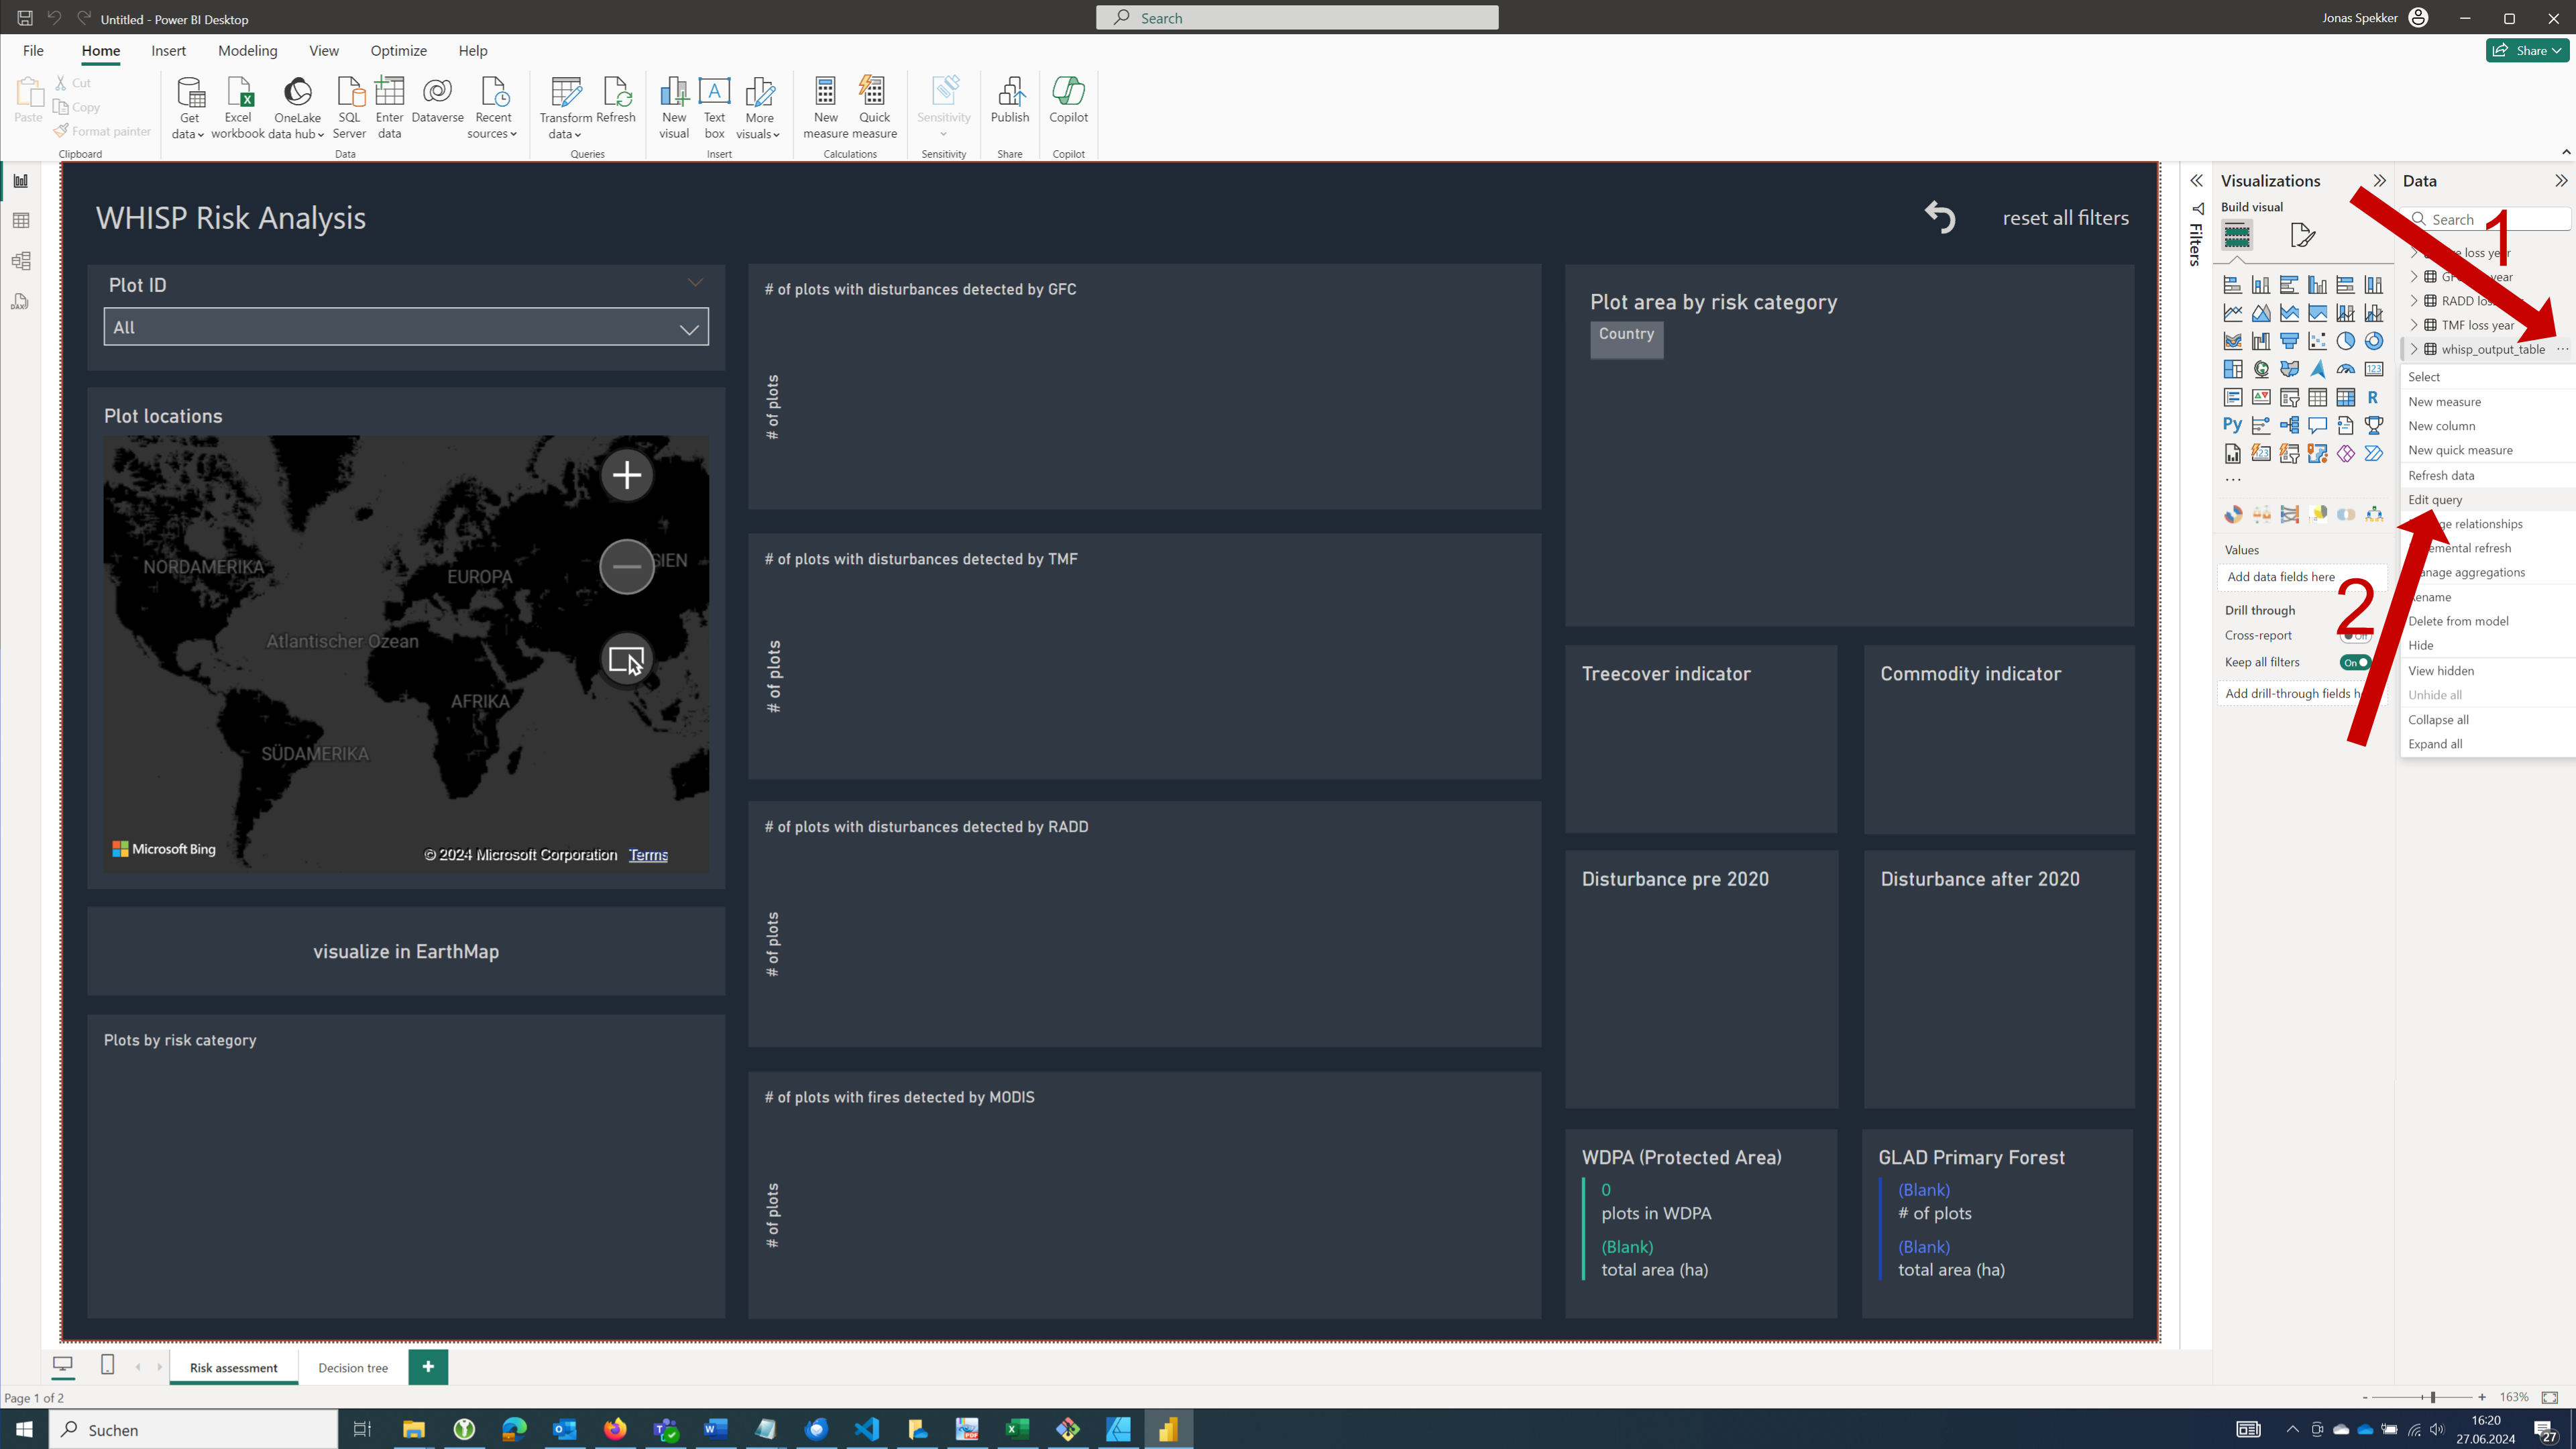 Untitled - Power BI Desktop
Search
Jonas Spekker
File Home Insert Modeling View Optimize Help
Share
Paste
Cut
Copy
Format painter
Clipboard
Get data
Excel workbook
OneLake data hub
SQL Server
Enter data
Dataverse
Recent sources
Data
Transform data
Refresh
Queries
New visual
Text box
More visuals
Insert
New measure
Quick measure
Calculations
Sensitivity
Sensitivity
Publish
Share
Copilot
Copilot
WHISP Risk Analysis
reset all filters
Plot ID
All
Plot locations
NORDAMERIKA
EUROPA
SIEN
Atlantischer Ozean
AFRIKA
SÜDAMERIKA
Microsoft Bing
© 2024 Microsoft Corporation Terms
visualize in EarthMap
Plots by risk category
# of plots with disturbances detected by GFC
# of plots
# of plots with disturbances detected by TMF
# of plots
# of plots with disturbances detected by RADD
# of plots
# of plots with fires detected by MODIS
# of plots
Plot area by risk category
Country
Treecover indicator
Commodity indicator
Disturbance pre 2020
Disturbance after 2020
WDPA (Protected Area)
0
plots in WDPA
(Blank)
total area (ha)
GLAD Primary Forest
(Blank)
# of plots
(Blank)
total area (ha)
Filters
Visualizations
Build visual
123
R
Py
123
Values
Add data fields here
Drill through
Cross-report
Off
Keep all filters
On
Add drill-through fields
Data
Search
1
loss year
year
RADD
TMF loss year
whisp_output_table
Select
New measure
New column
New quick measure
Refresh data
Edit query
relationships
refresh
aggregations
2
Delete from model
Hide
View hidden
Unhide all
Collapse all
Expand all
Risk assessment
Decision tree
Page 1 of 2
163%
Suchen
16:20
27.06.2024
27